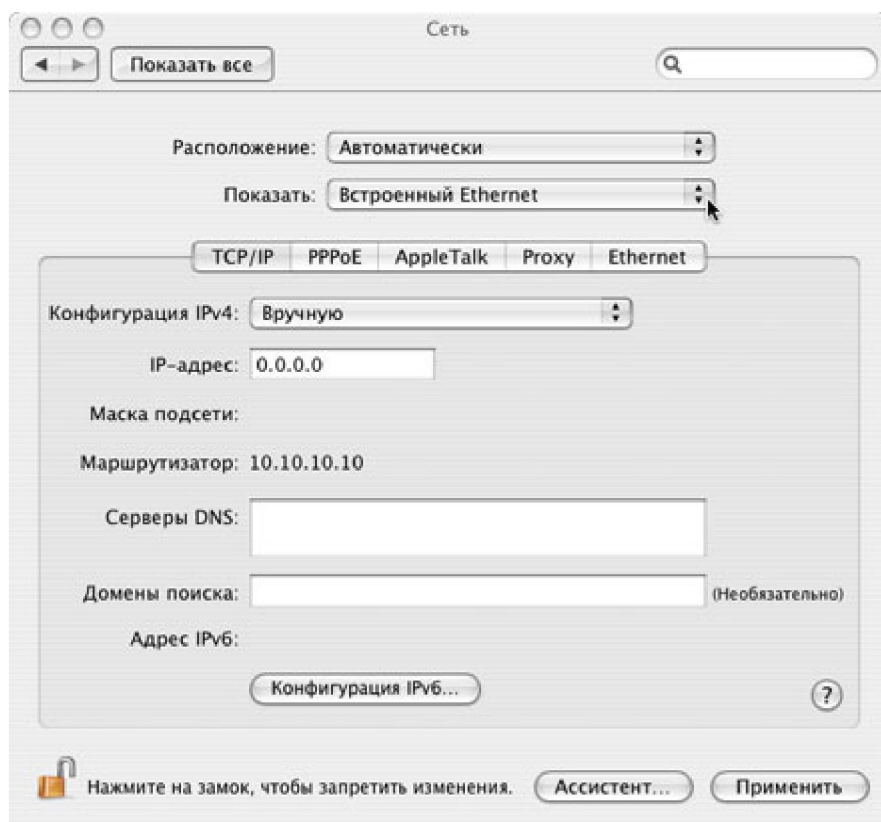 Сеть
Показать все
Расположение: Автоматически
Показать: Встроенный Ethernet
TCP/IP PPPoE AppleTalk Proxy Ethernet
Конфигурация IPv4: Вручную
IP-адрес: 0.0.0.0
Маска подсети:
Маршрутизатор: 10.10.10.10
Серверы DNS:
Домены поиска: (Необязательно)
Адрес IPv6:
Конфигурация IPv6...
?
Нажмите на замок, чтобы запретить изменения. Ассистент... Применить